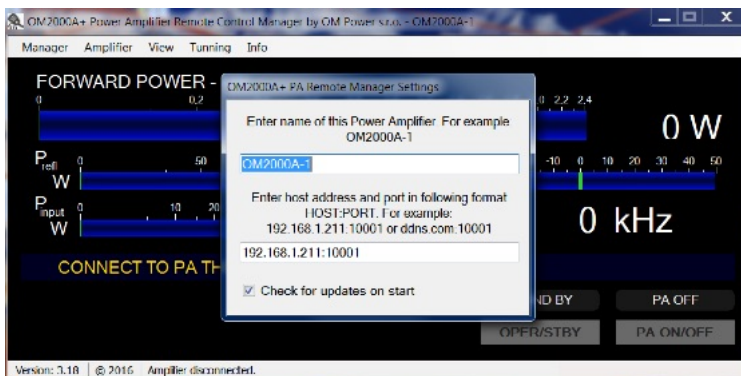 OM2000A+ Power Amplifier Remote Control Manager by OM Power s.r.o. - OM2000A-1
Manager Amplifier View Tunning Info
FORWARD POWER -
OM2000A+ PA Remote Manager Settings
0 0,2 2,2 2,4
Enter name of this Power Amplifier. For example
OM2000A-1
0 W
P refl W 0 50 -10 0 10 20 30 40 50
OM2000A-1
P input W 0 10 20
Enter host address and port in following format
HOST:PORT. For example:
192.168.1.211:10001 or ddns.com:10001
0 kHz
192.168.1.211:10001
CONNECT TO PA TH
Check for updates on start
ND BY PA OFF
OPER/STBY PA ON/OFF
Version: 3.18 © 2016 Amplifier disconnected.